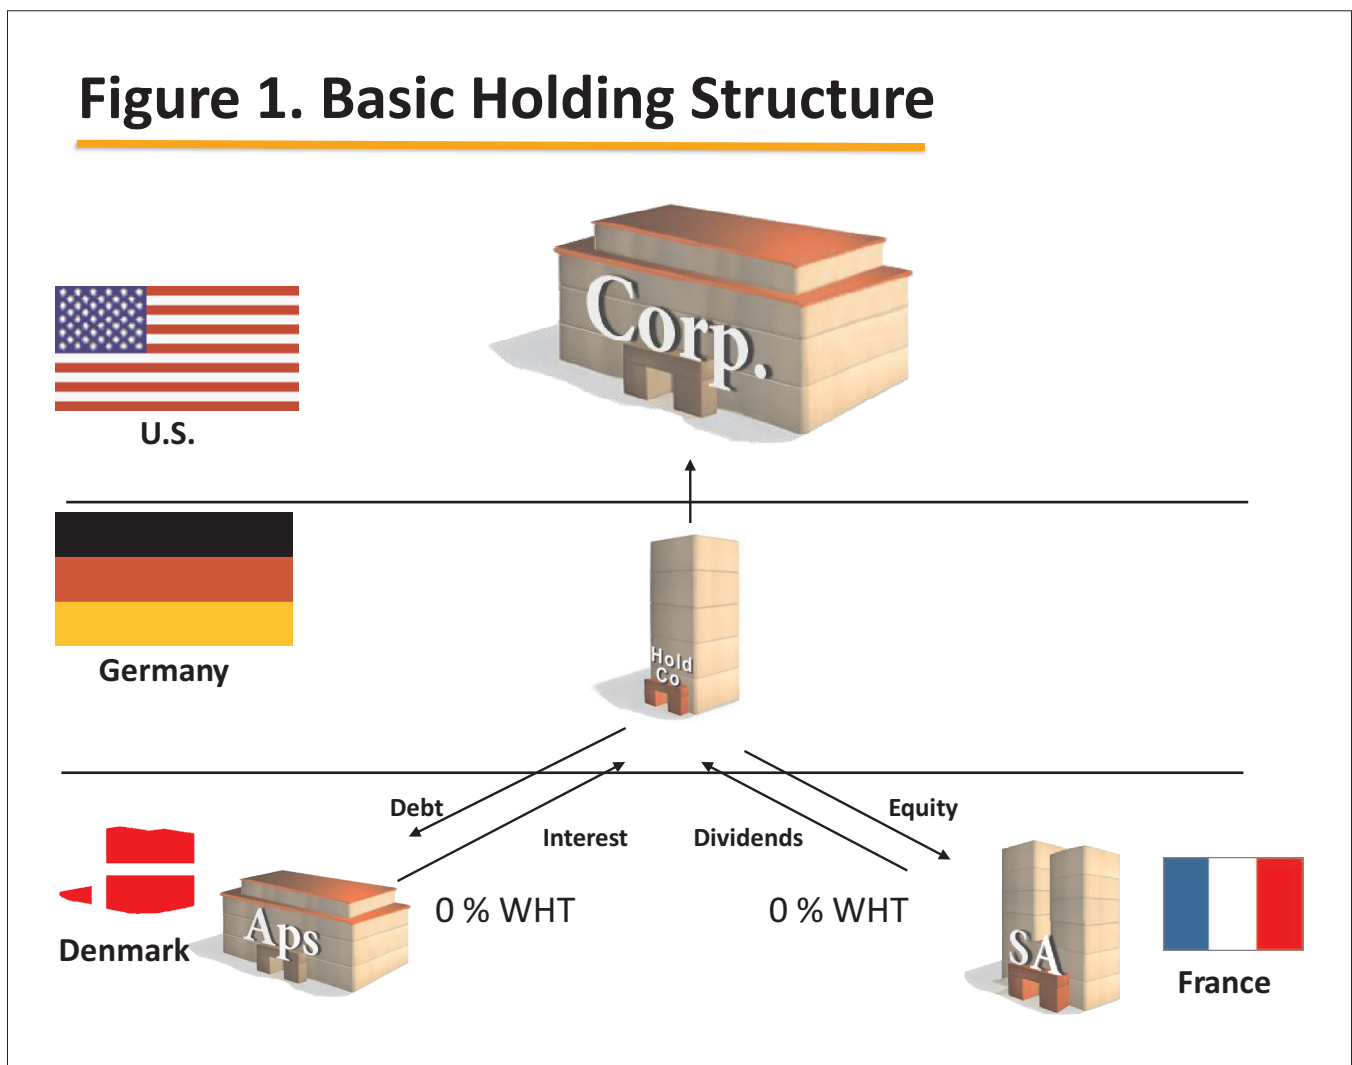 Figure 1. Basic Holding Structure
Corp.
U.S.
Hold
Co
Germany
Debt
Equity
Interest
Dividends
0 % WHT
0 % WHT
Aps
SA
Denmark
France